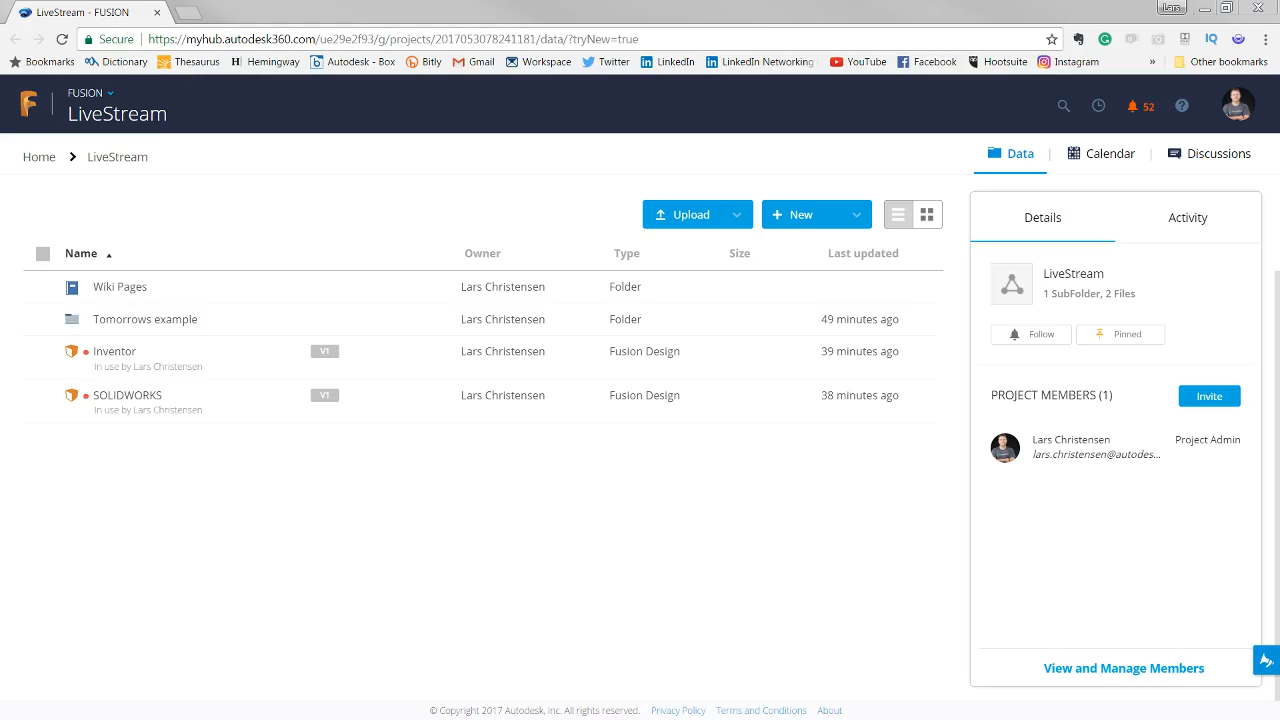 LiveStream - FUSION
Lars..
Secure
https://myhub.autodesk360.com/ue29e2f93/g/projects/2017053078241181/data/?tryNew=true
Bookmarks
Dictionary
Thesaurus
Hemingway
Autodesk - Box
Bitly
Gmail
Workspace
Twitter
LinkedIn
LinkedIn Networking
YouTube
Facebook
Hootsuite
Instagram
Other bookmarks
FUSION
LiveStream
52
Home
LiveStream
Data
Calendar
Discussions
Upload
New
Name
Owner
Type
Size
Last updated
Wiki Pages
Lars Christensen
Folder
Tomorrows example
Lars Christensen
Folder
49 minutes ago
Inventor
V1
Lars Christensen
Fusion Design
39 minutes ago
In use by Lars Christensen
SOLIDWORKS
V1
Lars Christensen
Fusion Design
38 minutes ago
In use by Lars Christensen
Details
Activity
LiveStream
1 SubFolder, 2 Files
Follow
Pinned
PROJECT MEMBERS (1)
Invite
Lars Christensen
Project Admin
lars.christensen@autodes...
View and Manage Members
© Copyright 2017 Autodesk, Inc. All rights reserved.
Privacy Policy
Terms and Conditions
About